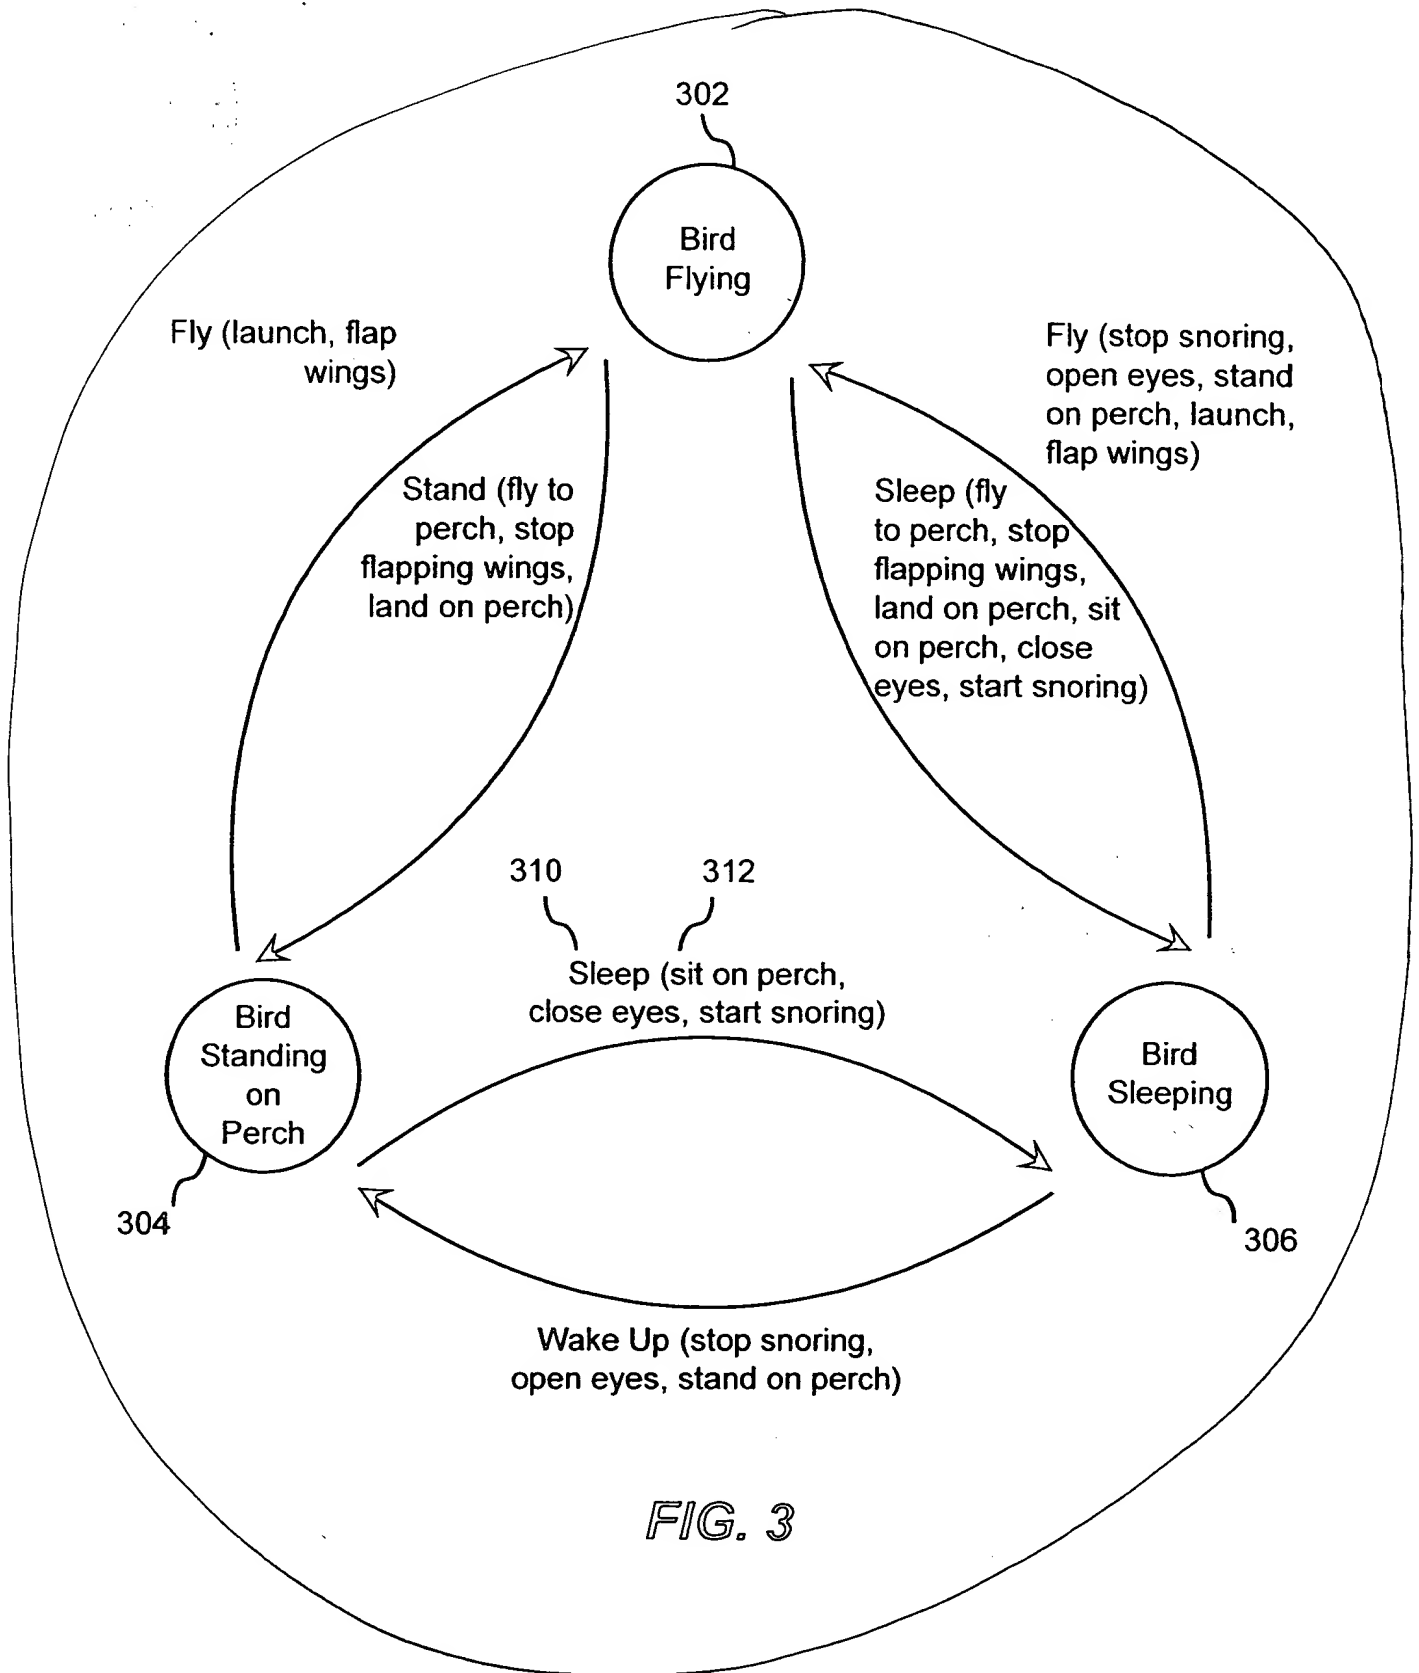 302
Bird
Flying
Fly (launch, flap
wings)
Fly (stop snoring,
open eyes, stand
on perch, launch,
flap wings)
Stand (fly to
perch, stop
flapping wings,
land on perch)
Sleep (fly
to perch, stop
flapping wings,
land on perch, sit
on perch, close
eyes, start snoring)
310
312
Sleep (sit on perch,
close eyes, start snoring)
Bird
Standing
on
Perch
Bird
Sleeping
304
306
Wake Up (stop snoring,
open eyes, stand on perch)
FIG. 3